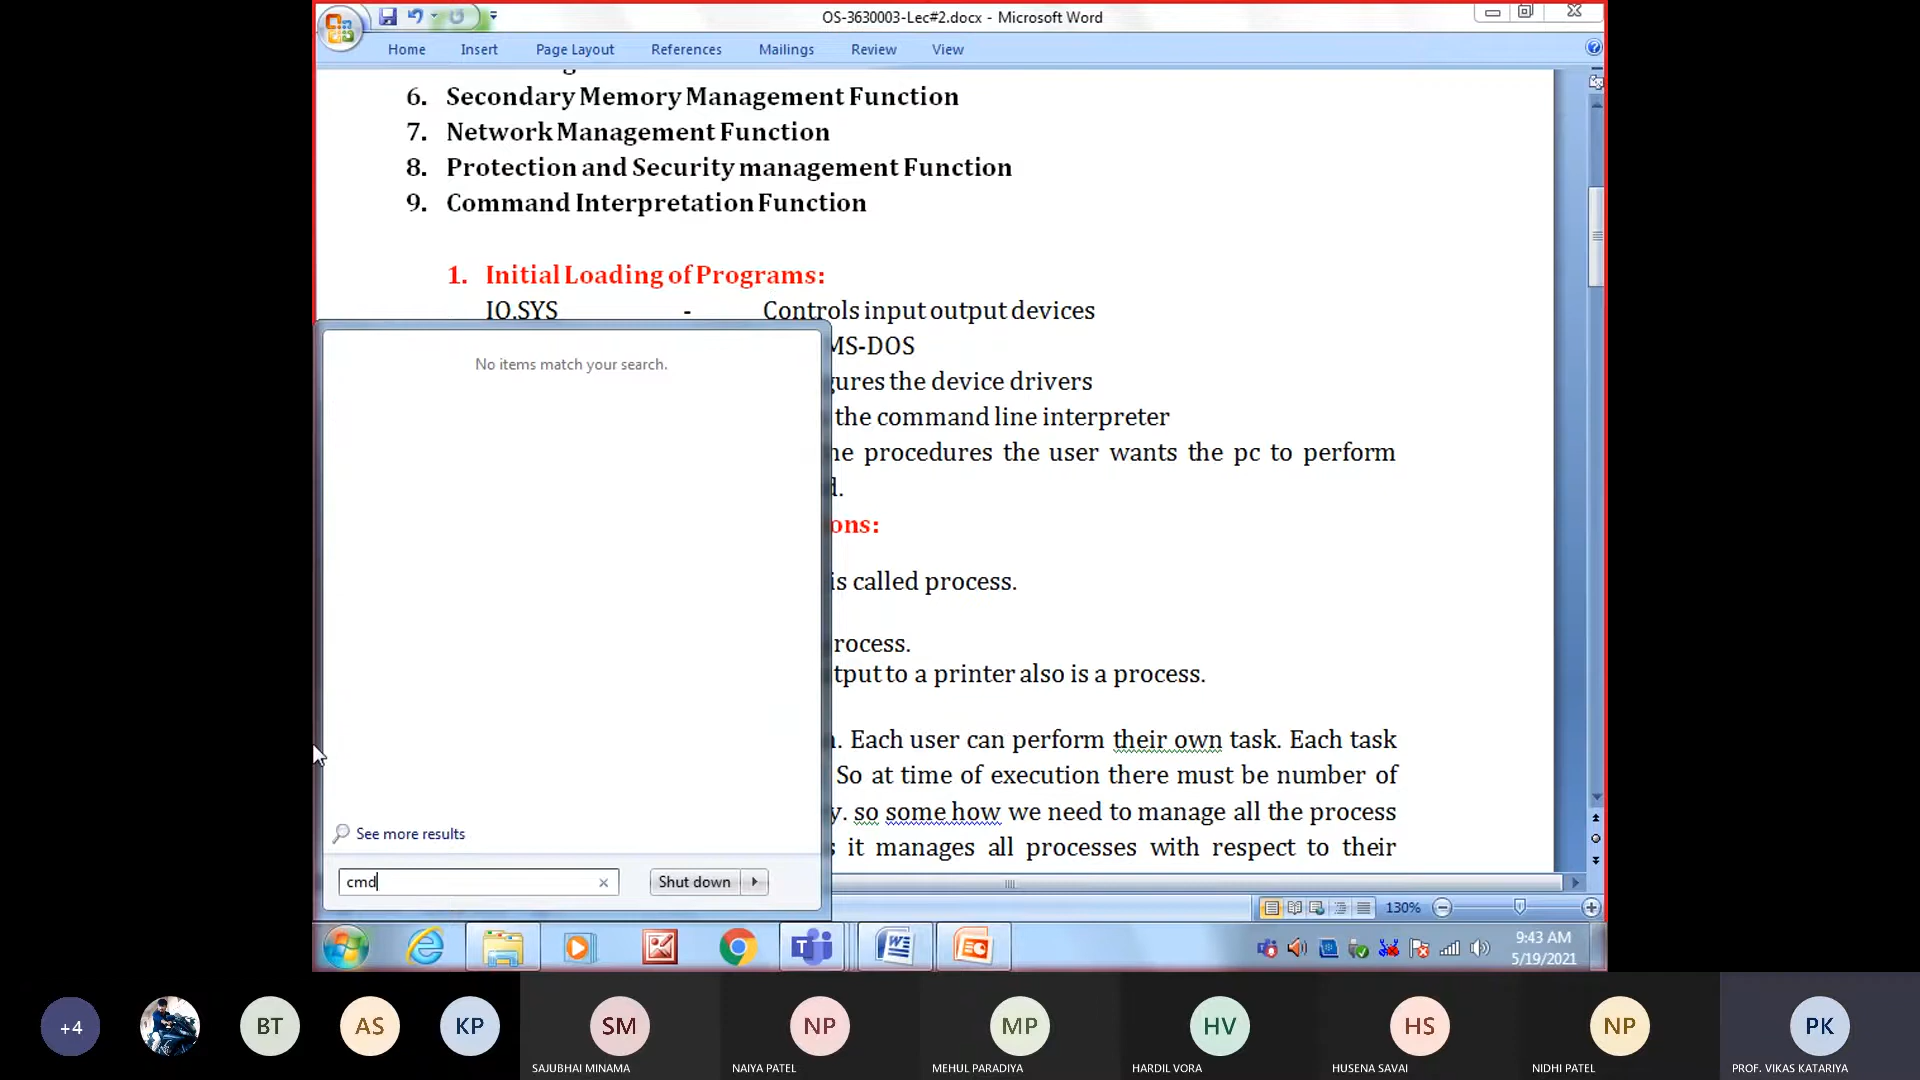 OS-3630003-Lec#2.docx - Microsoft Word
Home Insert Page Layout References Mailings Review View
6. Secondary Memory Management Function
7. Network Management Function
8. Protection and Security management Function
9. Command Interpretation Function
1. Initial Loading of Programs:
IO.SYS - Controls input output devices
MS-DOS
gures the device drivers
the command line interpreter
he procedures the user wants the pc to perform
d.
ons:
is called process.
rocess.
tput to a printer also is a process.
. Each user can perform their own task. Each task
So at time of execution there must be number of
y. so some how we need to manage all the process
s it manages all processes with respect to their
No items match your search.
See more results
cmd
Shut down
130%
9:43 AM
5/19/2021
+4 BT AS KP SM NP MP HV HS NP PK
SAJUBHAI MINAMA NAIYA PATEL MEHUL PARADIYA HARDIL VORA HUSENA SAVAI NIDHI PATEL PROF. VIKAS KATARIYA